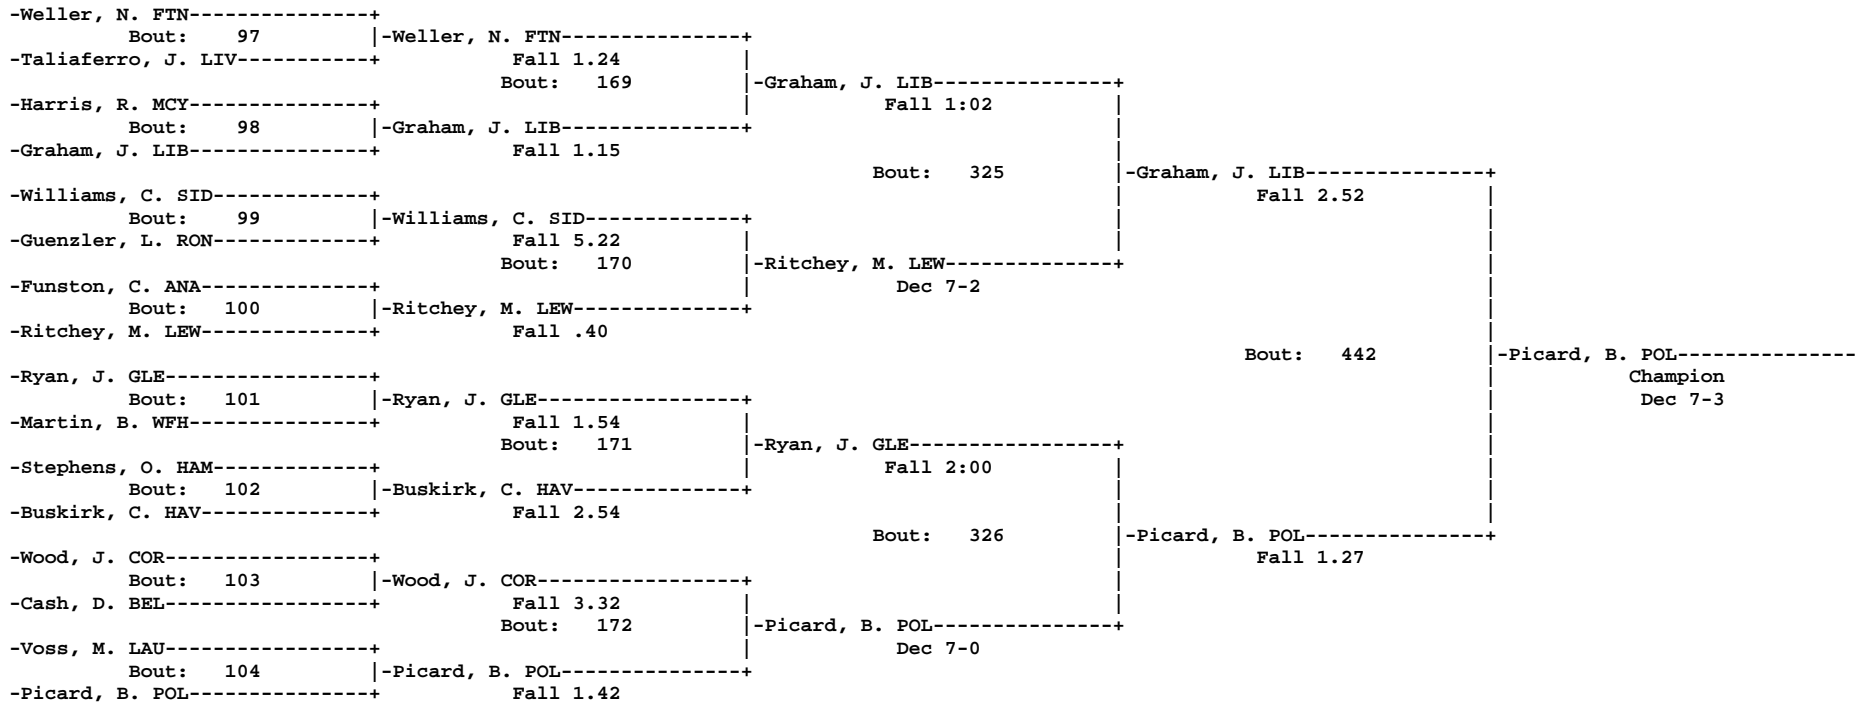 -Weller, N. FTN---------------+
Bout: 97 |-Weller, N. FTN---------------+
-Taliaferro, J. LIV-----------+ Fall 1.24 |
Bout: 169 |-Graham, J. LIB---------------+
-Harris, R. MCY---------------+ | Fall 1:02 |
Bout: 98 |-Graham, J. LIB---------------+ |
-Graham, J. LIB---------------+ Fall 1.15 |
Bout: 325 |-Graham, J. LIB---------------+
-Williams, C. SID-------------+ | Fall 2.52 |
Bout: 99 |-Williams, C. SID-------------+ | |
-Guenzler, L. RON-------------+ Fall 5.22 | | |
Bout: 170 |-Ritchey, M. LEW--------------+ |
-Funston, C. ANA--------------+ | Dec 7-2 |
Bout: 100 |-Ritchey, M. LEW--------------+ |
-Ritchey, M. LEW--------------+ Fall .40 |
Bout: 442 |-Picard, B. POL---------------
-Ryan, J. GLE-----------------+ | Champion
Bout: 101 |-Ryan, J. GLE-----------------+ | Dec 7-3
-Martin, B. WFH---------------+ Fall 1.54 | |
Bout: 171 |-Ryan, J. GLE-----------------+ |
-Stephens, O. HAM-------------+ | Fall 2:00 | |
Bout: 102 |-Buskirk, C. HAV--------------+ | |
-Buskirk, C. HAV--------------+ Fall 2.54 | |
Bout: 326 |-Picard, B. POL---------------+
-Wood, J. COR-----------------+ | Fall 1.27
Bout: 103 |-Wood, J. COR-----------------+ |
-Cash, D. BEL-----------------+ Fall 3.32 | |
Bout: 172 |-Picard, B. POL---------------+
-Voss, M. LAU-----------------+ | Dec 7-0
Bout: 104 |-Picard, B. POL---------------+
-Picard, B. POL---------------+ Fall 1.42